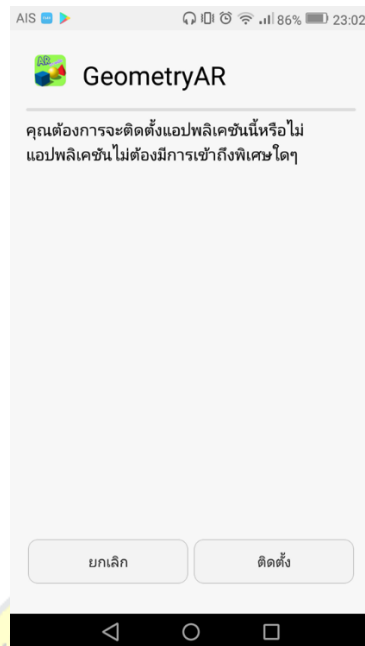 AIS 86% 23:02
AR
GeometryAR
คุณต้องการจะติดตั้งแอปพลิเคชันนี้หรือไม่
แอปพลิเคชันไม่ต้องมีการเข้าถึงพิเศษใดๆ
ยกเลิก
ติดตั้ง